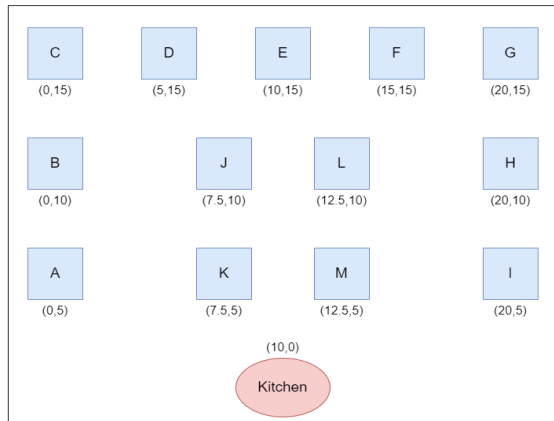 C D E F G
(0,15) (5,15) (10,15) (15,15) (20,15)
B J L H
(0,10) (7.5,10) (12.5,10) (20,10)
A K M I
(0,5) (7.5,5) (12.5,5) (20,5)
(10,0)
Kitchen